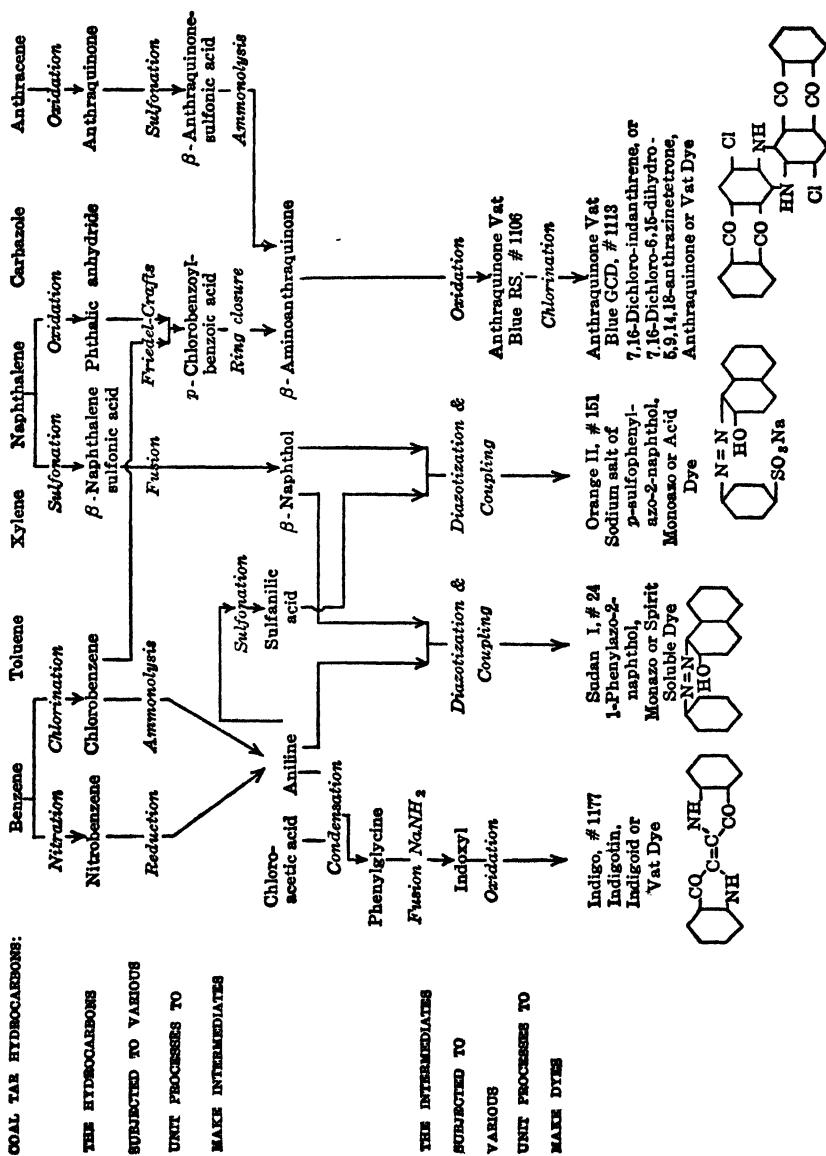 COAL TAR HYDROCARBONS:
Benzene Toluene Xylene Naphthalene Carbazole Anthracene
Nitration Chlorination Sulfonation Oxidation Oxidation
THE HYDROCARBONS
Nitrobenzene Chlorobenzene β-Naphthalene sulfonic acid Phthalic anhydride Anthraquinone
SUBJECTED TO VARIOUS
Reduction Ammonolysis Fusion Friedel-Crafts Sulfonation
UNIT PROCESSES TO
p-Chlorobenzoyl-
benzoic acid
β-Anthraquinone-
sulfonic acid
MAKE INTERMEDIATES
Ring closure Ammonolysis
Sulfonation
Sulfanilic
acid
Chloro-
acetic acid
Aniline β-Naphthol β-Aminoanthraquinone
Condensation
Phenylglycine
THE INTERMEDIATES
Fusion NaNH2
SUBJECTED TO
Indoxyl
Diazotization &
Coupling
Diazotization &
Coupling
Oxidation
VARIOUS
Oxidation
Anthraquinone Vat
Blue RS, # 1106
UNIT PROCESSES TO
Chlorination
MAKE DYES
Indigo, # 1177
Indigotin,
Indigoid or
Vat Dye
Sudan I, # 24
1-Phenylazo-2-
naphthol,
Monazo or Spirit
Soluble Dye
Orange II, # 151
Sodium salt of
p-sulfophenyl-
azo-2-naphthol,
Monoazo or Acid
Dye
Anthraquinone Vat
Blue GCD, # 1113
7,16-Dichloro-indanthrene, or
7,16-Dichloro-6,15-dihydro-
5,9,14,18-anthrazinetetrone,
Anthraquinone or Vat Dye
CO NH
C=C
NH CO
N=N
HO
N=N
HO
SO3Na
CO Cl
CO NH
HN CO
Cl CO